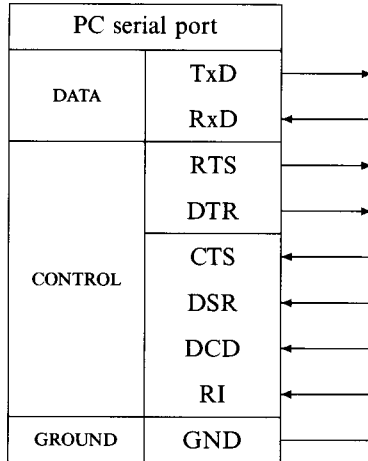 PC serial port
DATA
TxD
RxD
CONTROL
RTS
DTR
CTS
DSR
DCD
RI
GROUND
GND